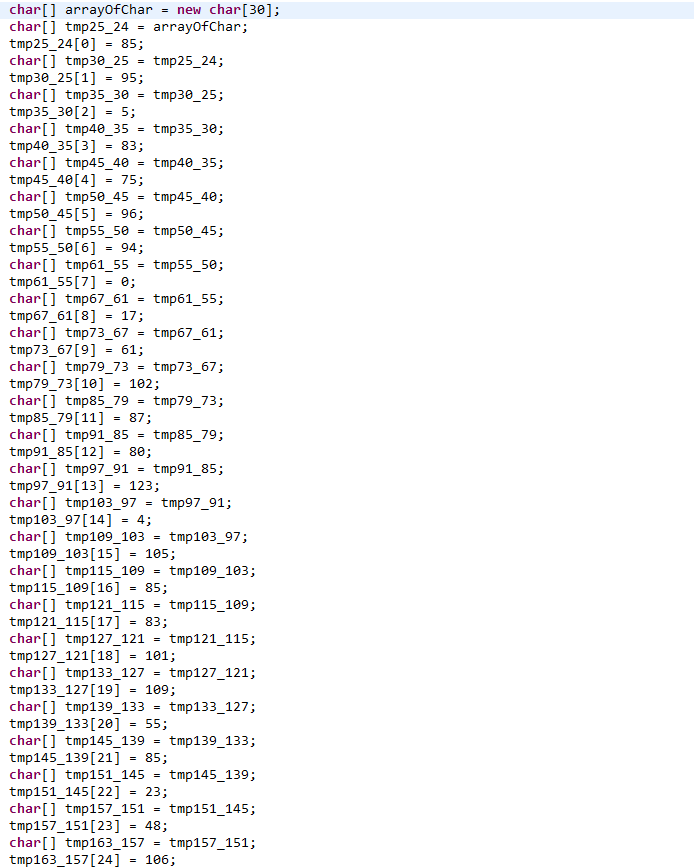 char[] arrayOfChar = new char[30];
char[] tmp25_24 = arrayOfChar;
tmp25_24[0] = 85;
char[] tmp30_25 = tmp25_24;
tmp30_25[1] = 95;
char[] tmp35_30 = tmp30_25;
tmp35_30[2] = 5;
char[] tmp40_35 = tmp35_30;
tmp40_35[3] = 83;
char[] tmp45_40 = tmp40_35;
tmp45_40[4] = 75;
char[] tmp50_45 = tmp45_40;
tmp50_45[5] = 96;
char[] tmp55_50 = tmp50_45;
tmp55_50[6] = 94;
char[] tmp61_55 = tmp55_50;
tmp61_55[7] = 0;
char[] tmp67_61 = tmp61_55;
tmp67_61[8] = 17;
char[] tmp73_67 = tmp67_61;
tmp73_67[9] = 61;
char[] tmp79_73 = tmp73_67;
tmp79_73[10] = 102;
char[] tmp85_79 = tmp79_73;
tmp85_79[11] = 87;
char[] tmp91_85 = tmp85_79;
tmp91_85[12] = 80;
char[] tmp97_91 = tmp91_85;
tmp97_91[13] = 123;
char[] tmp103_97 = tmp97_91;
tmp103_97[14] = 4;
char[] tmp109_103 = tmp103_97;
tmp109_103[15] = 105;
char[] tmp115_109 = tmp109_103;
tmp115_109[16] = 85;
char[] tmp121_115 = tmp115_109;
tmp121_115[17] = 83;
char[] tmp127_121 = tmp121_115;
tmp127_121[18] = 101;
char[] tmp133_127 = tmp127_121;
tmp133_127[19] = 109;
char[] tmp139_133 = tmp133_127;
tmp139_133[20] = 55;
char[] tmp145_139 = tmp139_133;
tmp145_139[21] = 85;
char[] tmp151_145 = tmp145_139;
tmp151_145[22] = 23;
char[] tmp157_151 = tmp151_145;
tmp157_151[23] = 48;
char[] tmp163_157 = tmp157_151;
tmp163_157[24] = 106;